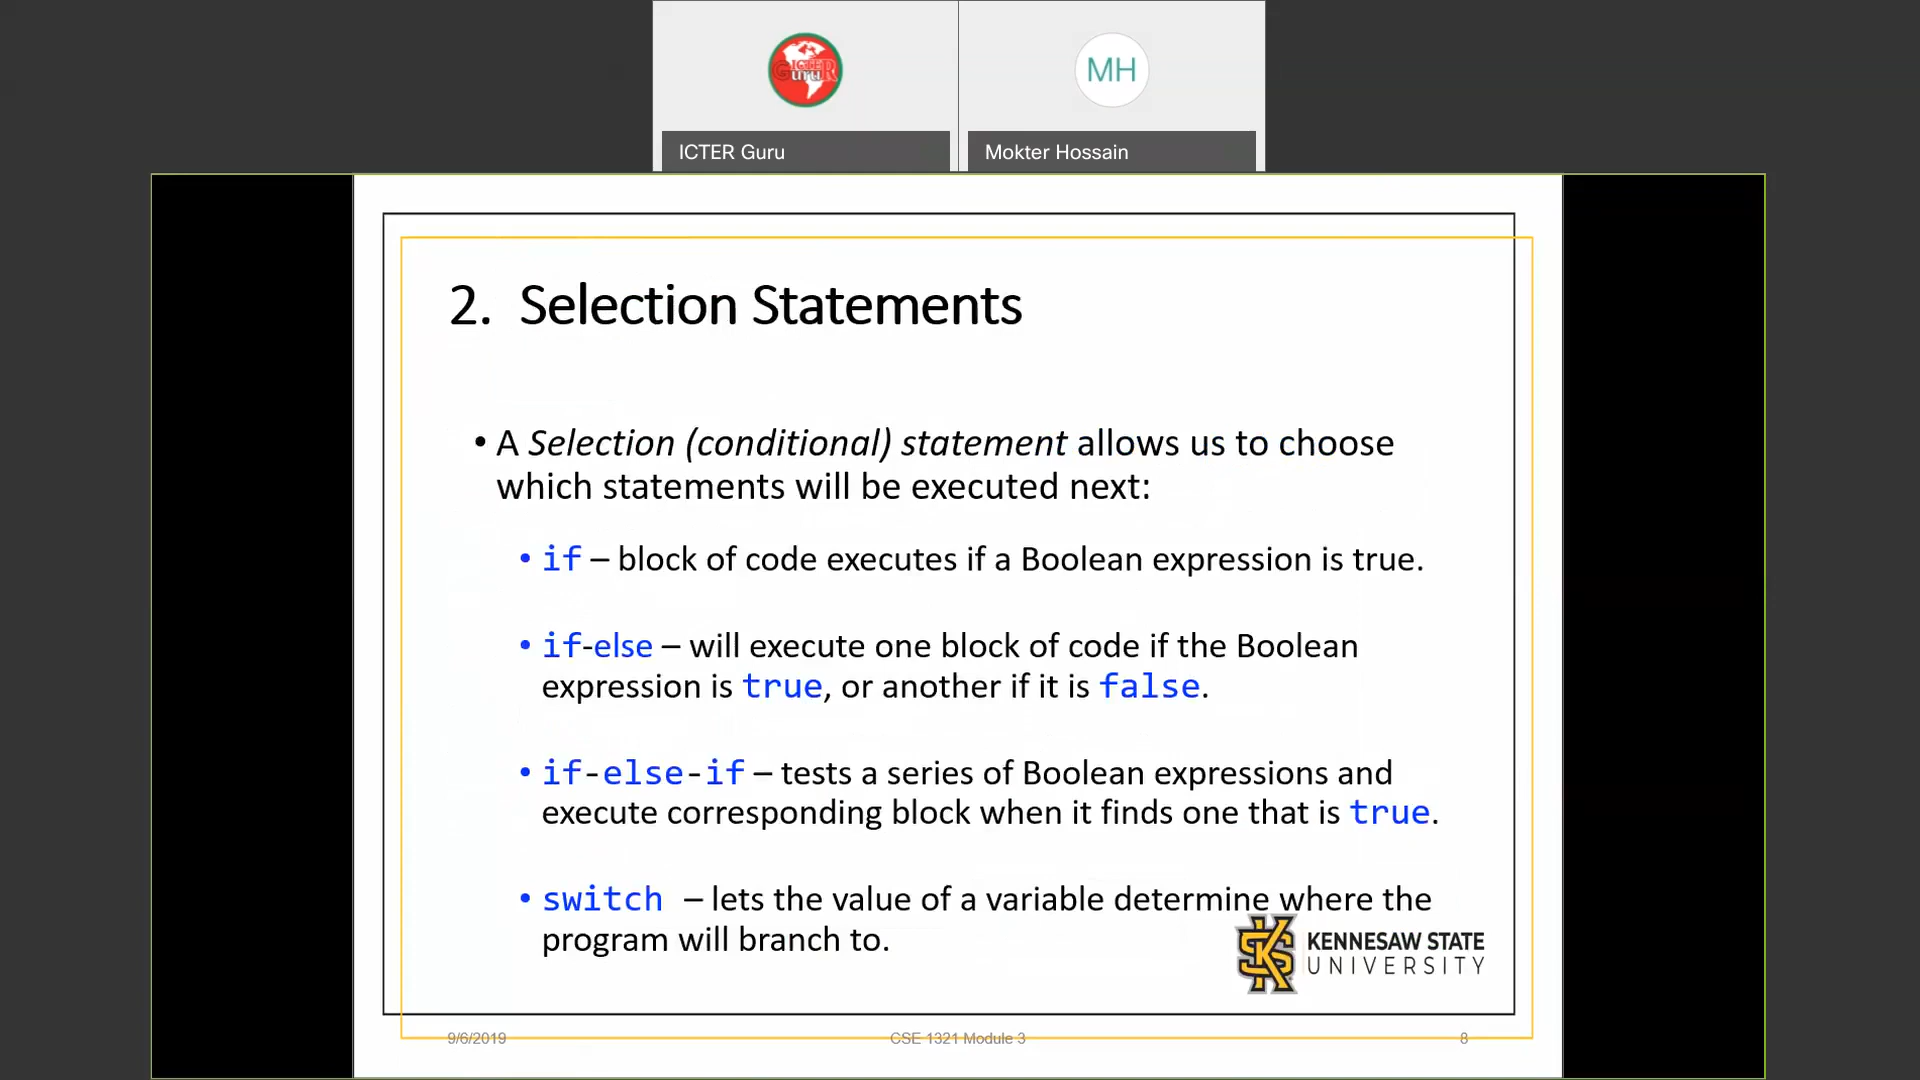 ICTER
Guru
MH
ICTER Guru
Mokter Hossain
2. Selection Statements
• A Selection (conditional) statement allows us to choose
which statements will be executed next:
• if – block of code executes if a Boolean expression is true.
• if-else – will execute one block of code if the Boolean
expression is true, or another if it is false.
• if-else-if – tests a series of Boolean expressions and
execute corresponding block when it finds one that is true.
• switch – lets the value of a variable determine where the
program will branch to.
KENNESAW STATE
UNIVERSITY
9/6/2019
CSE 1321 Module 3
8